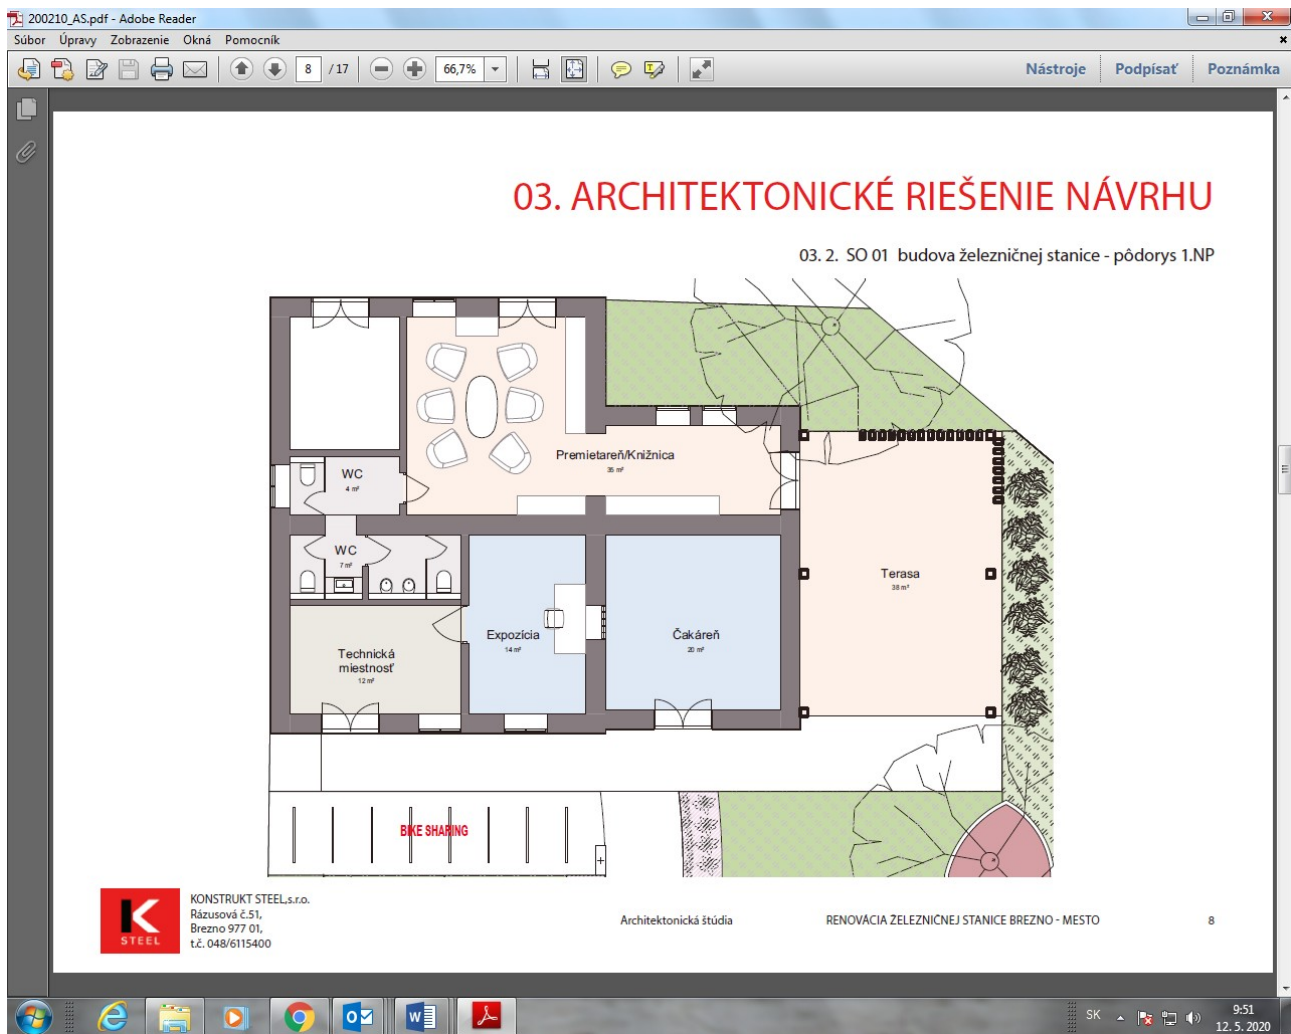 200210_AS.pdf - Adobe Reader
Súbor Úpravy Zobrazenie Okná Pomocník
8 /17 66,7% Nástroje Podpísať Poznámka
03. ARCHITEKTONICKÉ RIEŠENIE NÁVRHU
03. 2. SO 01 budova železničnej stanice - pôdorys 1.NP
Premietareň/Knižnica
35 m²
WC
4 m²
WC
7 m²
Terasa
38 m²
Expozícia
14 m²
Čakáreň
20 m²
Technická
miestnosť
12 m²
BIKE SHARING
K
STEEL
KONSTRUKT STEEL,s.r.o.
Rázusová č.51,
Brezno 977 01,
t.č. 048/6115400
Architektonická štúdia
RENOVÁCIA ŽELEZNIČNEJ STANICE BREZNO - MESTO
8
SK
9:51
12. 5. 2020